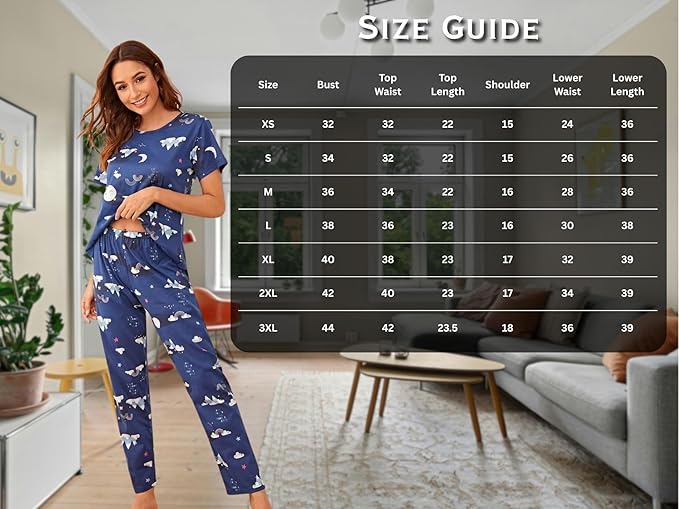 SIZE GUIDE
Size Bust Top Waist Top Length Shoulder Lower Waist Lower Length
XS 32 32 22 15 24 36
S 34 32 22 15 26 36
M 36 34 22 16 28 36
L 38 36 23 16 30 38
XL 40 38 23 17 32 39
2XL 42 40 23 17 34 39
3XL 44 42 23.5 18 36 39